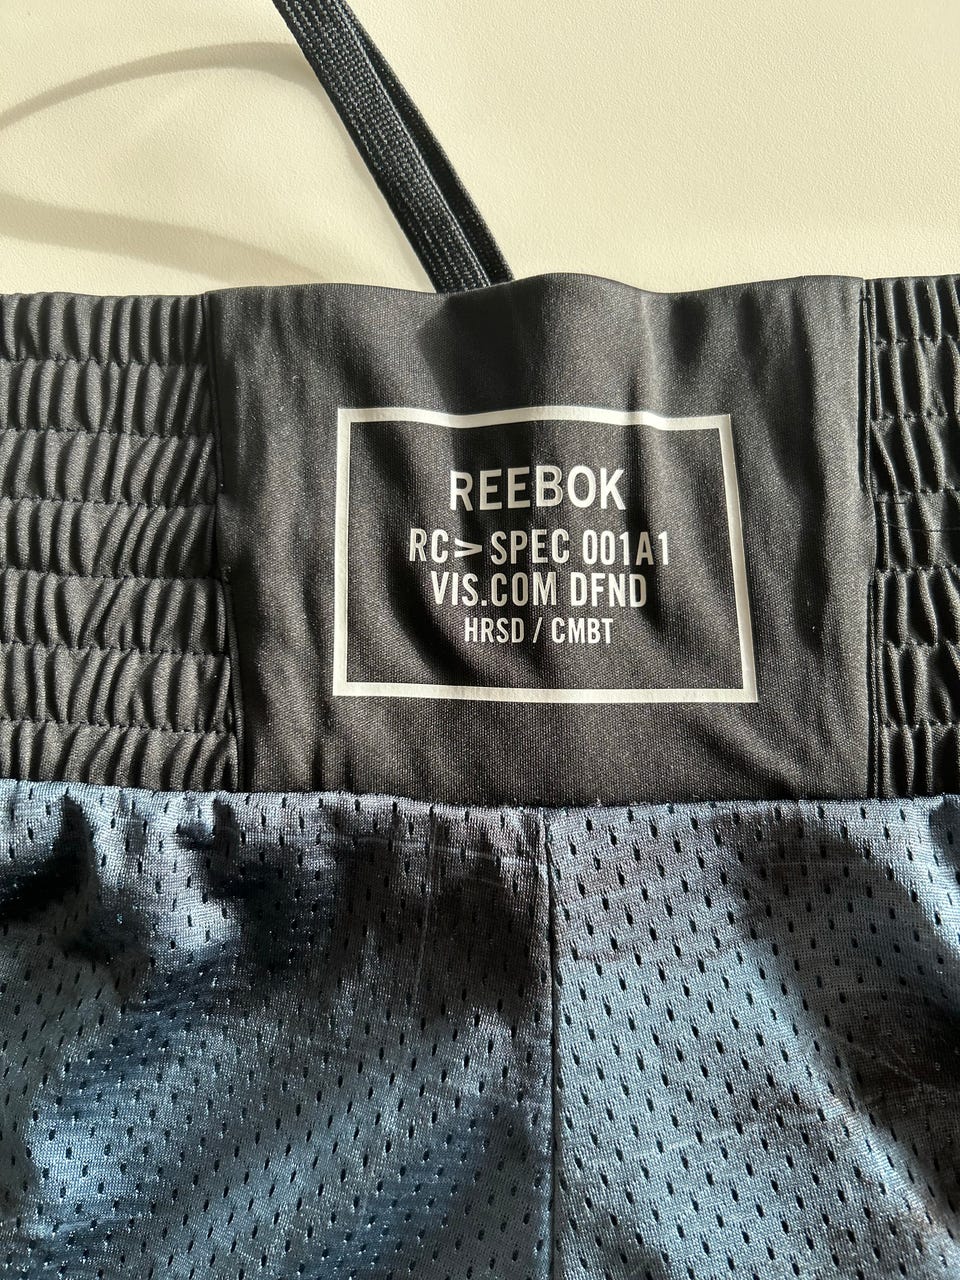 REEBOK
RC> SPEC 001A1
VIS.COM DFND
HRSD / CMBT